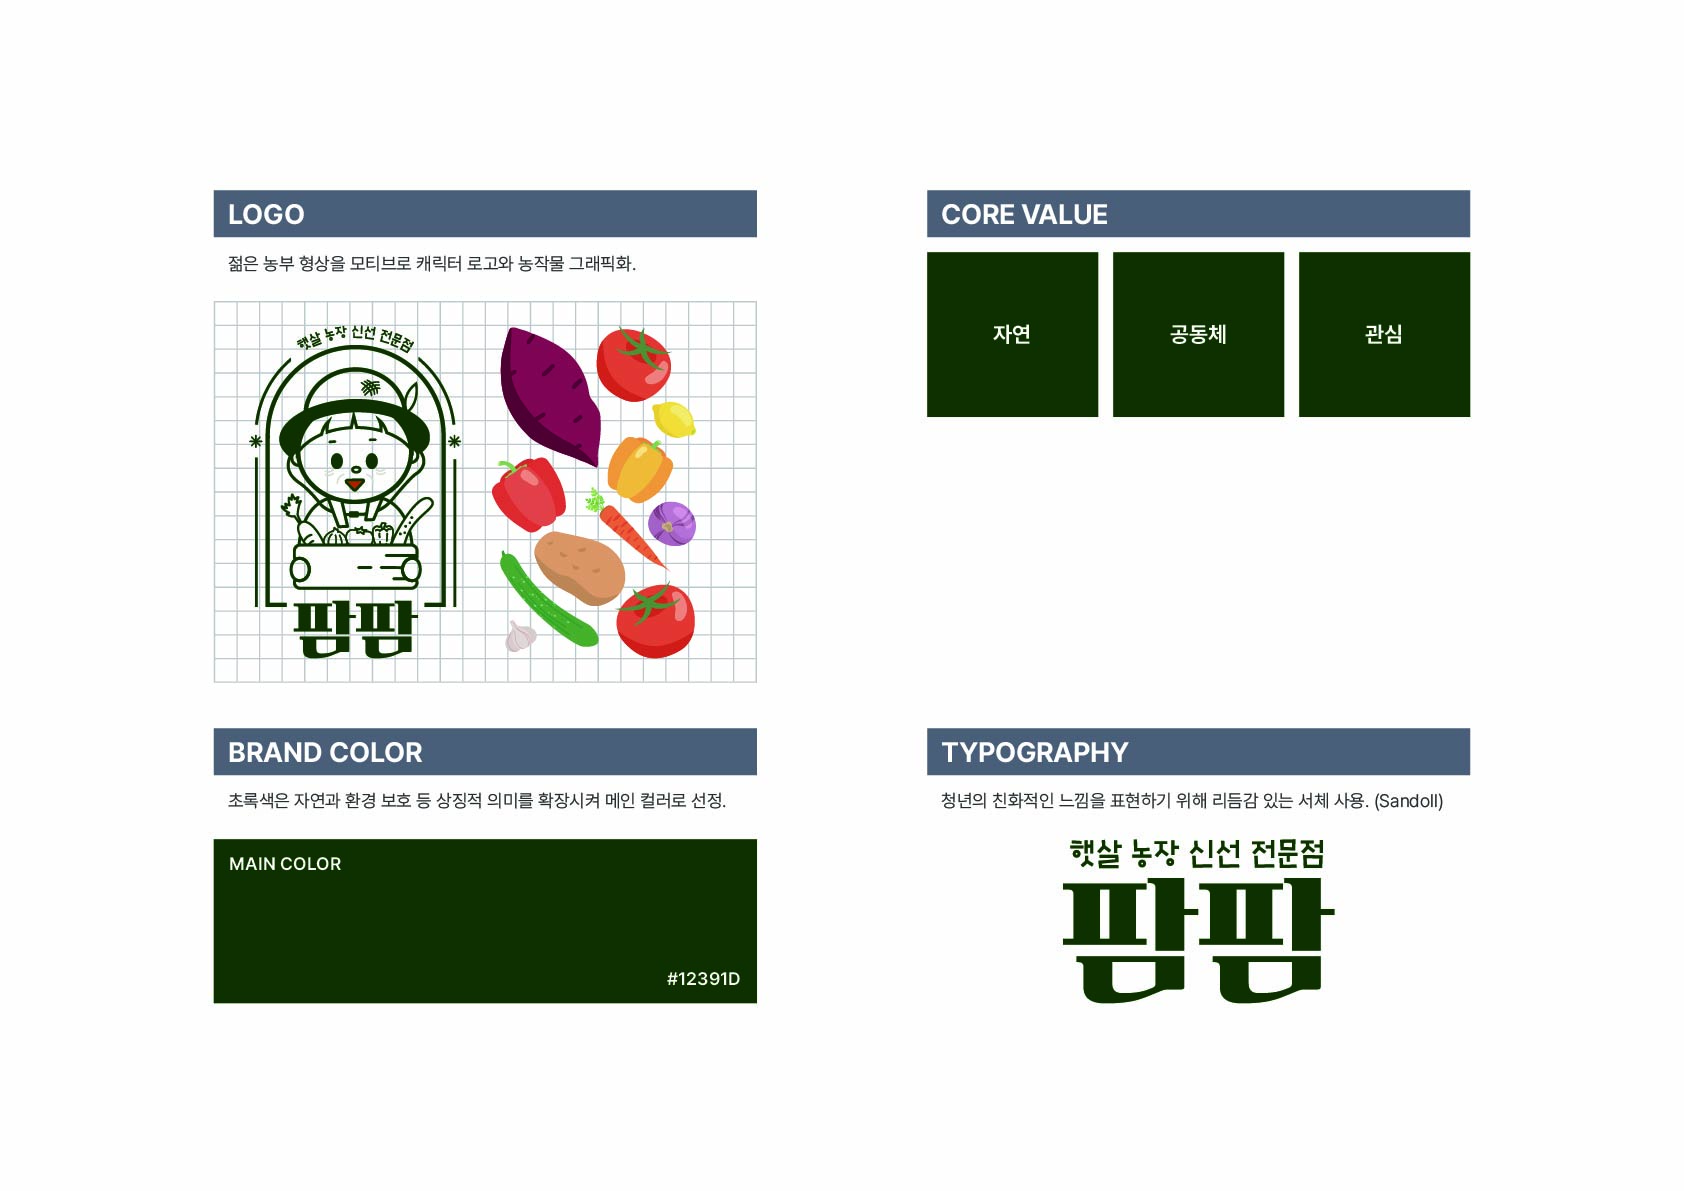 LOGO
젊은 농부 형상을 모티브로 캐릭터 로고와 농작물 그래픽화.
햇살 농장 신선 전문점
팜팜
CORE VALUE
자연
공동체
관심
BRAND COLOR
초록색은 자연과 환경 보호 등 상징적 의미를 확장시켜 메인 컬러로 선정.
MAIN COLOR
#12391D
TYPOGRAPHY
청년의 친화적인 느낌을 표현하기 위해 리듬감 있는 서체 사용. (Sandoll)
햇살 농장 신선 전문점
팜팜